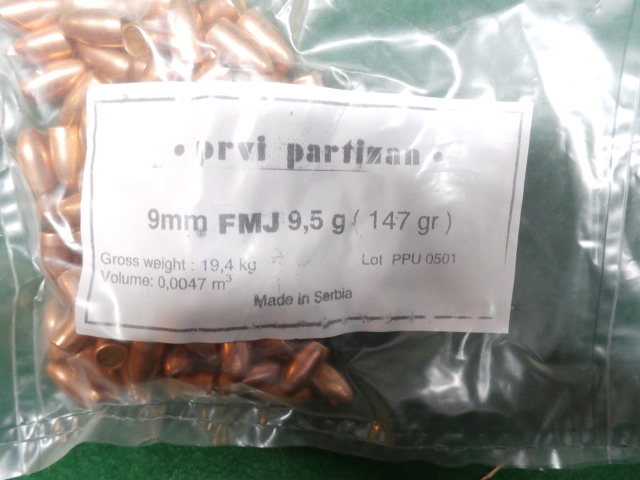 • prvi partizan •
9mm FMJ 9,5 g ( 147 gr )
Gross weight : 19,4 kg Lot PPU 0501
Volume: 0,0047 m³
Made in Serbia